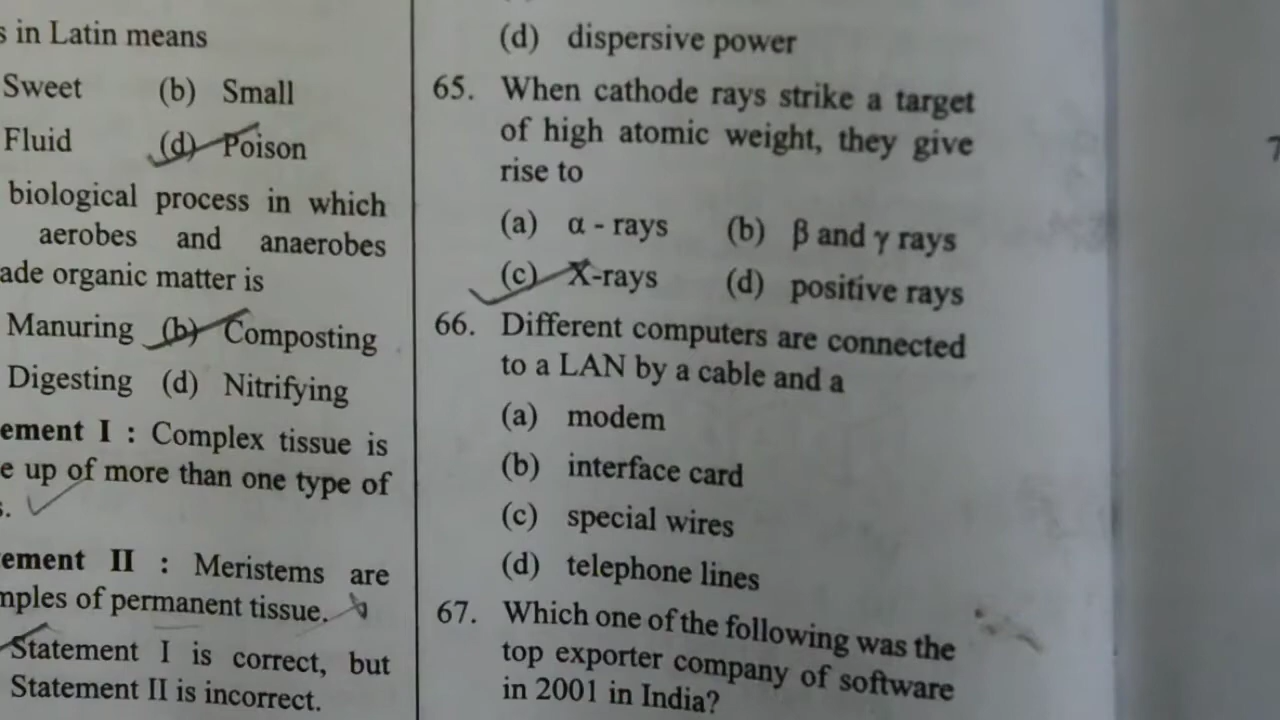 s in Latin means
Sweet (b) Small
Fluid (d) Poison
biological process in which
aerobes and anaerobes
ade organic matter is
Manuring (b) Composting
Digesting (d) Nitrifying
ement I : Complex tissue is
e up of more than one type of
s.
ement II : Meristems are
mples of permanent tissue.
Statement I is correct, but
Statement II is incorrect.
(d) dispersive power
65. When cathode rays strike a target
of high atomic weight, they give
rise to
(a) α - rays (b) β and γ rays
(c) X-rays (d) positive rays
66. Different computers are connected
to a LAN by a cable and a
(a) modem
(b) interface card
(c) special wires
(d) telephone lines
67. Which one of the following was the
top exporter company of software
in 2001 in India?